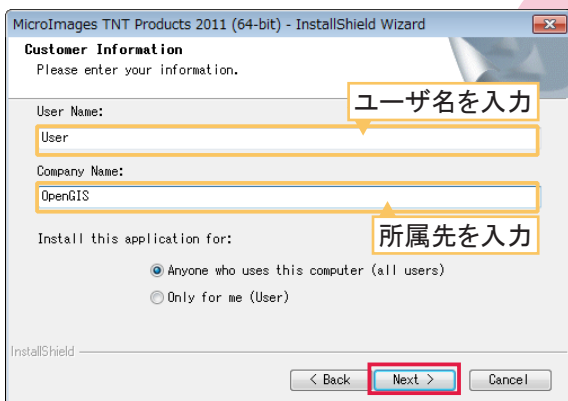 MicroImages TNT Products 2011 (64-bit) - InstallShield Wizard
Customer Information
Please enter your information.
ユーザ名を入力
User Name:
User
Company Name:
OpenGIS
所属先を入力
Install this application for:
Anyone who uses this computer (all users)
Only for me (User)
InstallShield
< Back
Next >
Cancel